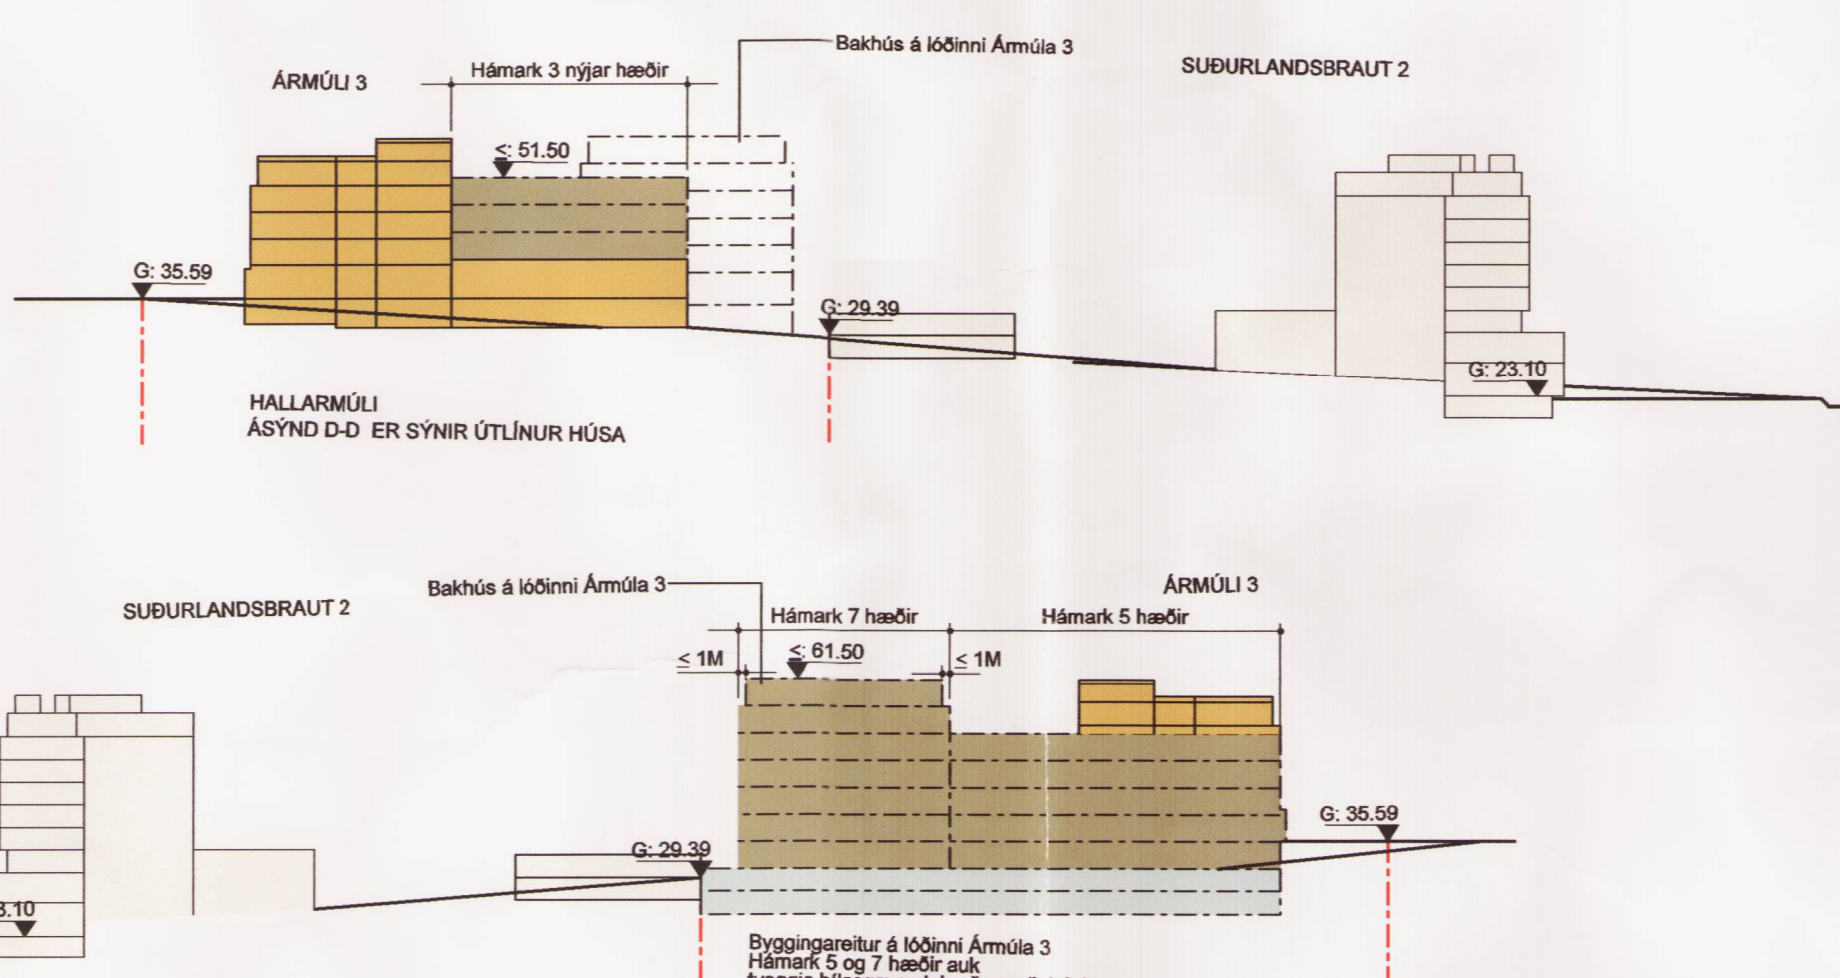 Bakhús á lóðinni Ármúla 3
SUÐURLANDSBRAUT 2
ÁRMÚLI 3
Hámark 3 nýjar hæðir
≤: 51.50
G: 35.59
G: 29.39
G: 23.10
HALLARMÚLI
ÁSÝND D-D ER SÝNIR ÚTLÍNUR HÚSA
Bakhús á lóðinni Ármúla 3
ÁRMÚLI 3
SUÐURLANDSBRAUT 2
Hámark 7 hæðir
Hámark 5 hæðir
≤ 1M
≤: 61.50
≤ 1M
G: 35.59
G: 29.39
3.10
Byggingareitur á lóðinni Ármúla 3
Hámark 5 og 7 hæðir auk